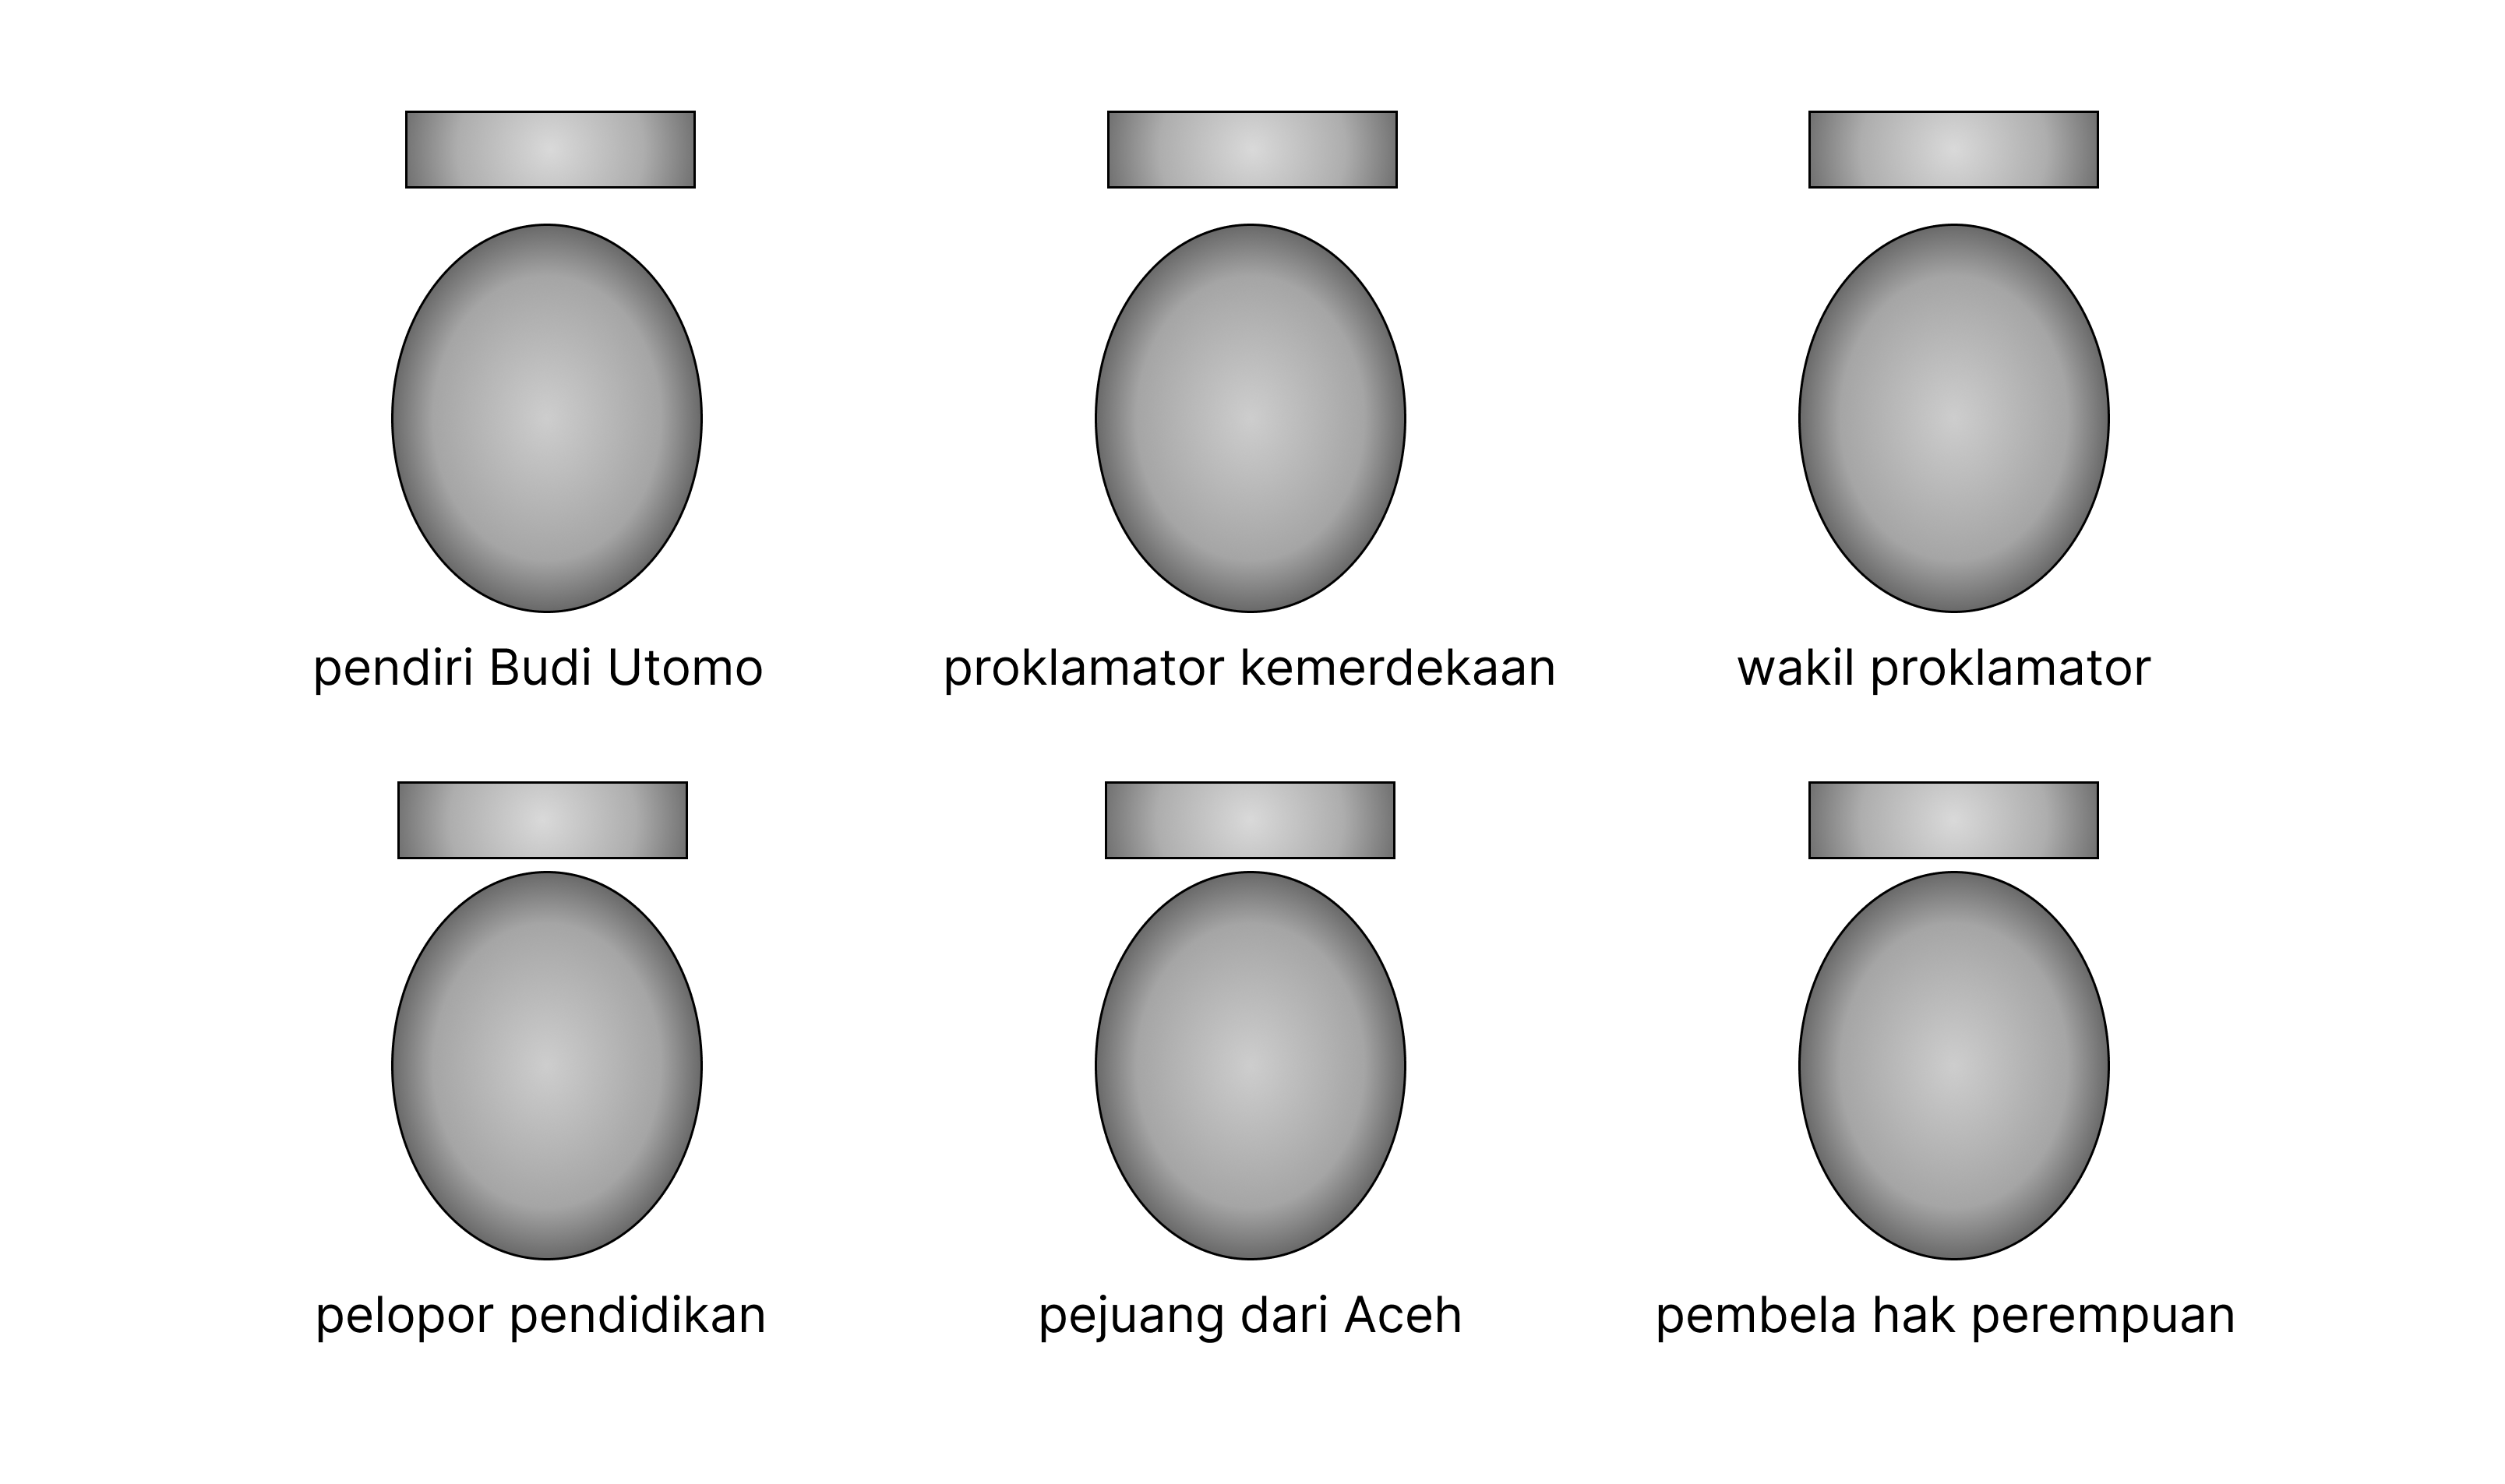 pendiri Budi Utomo
proklamator kemerdekaan
wakil proklamator
pelopor pendidikan
pejuang dari Aceh
pembela hak perempuan